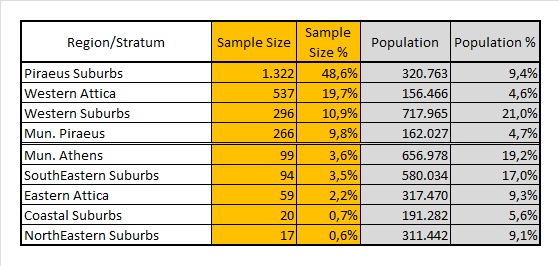 Region/Stratum Sample Size Sample Size % Population Population %
Piraeus Suburbs 1.322 48,6% 320.763 9,4%
Western Attica 537 19,7% 156.466 4,6%
Western Suburbs 296 10,9% 717.965 21,0%
Mun. Piraeus 266 9,8% 162.027 4,7%
Mun. Athens 99 3,6% 656.978 19,2%
SouthEastern Suburbs 94 3,5% 580.034 17,0%
Eastern Attica 59 2,2% 317.470 9,3%
Coastal Suburbs 20 0,7% 191.282 5,6%
NorthEastern Suburbs 17 0,6% 311.442 9,1%